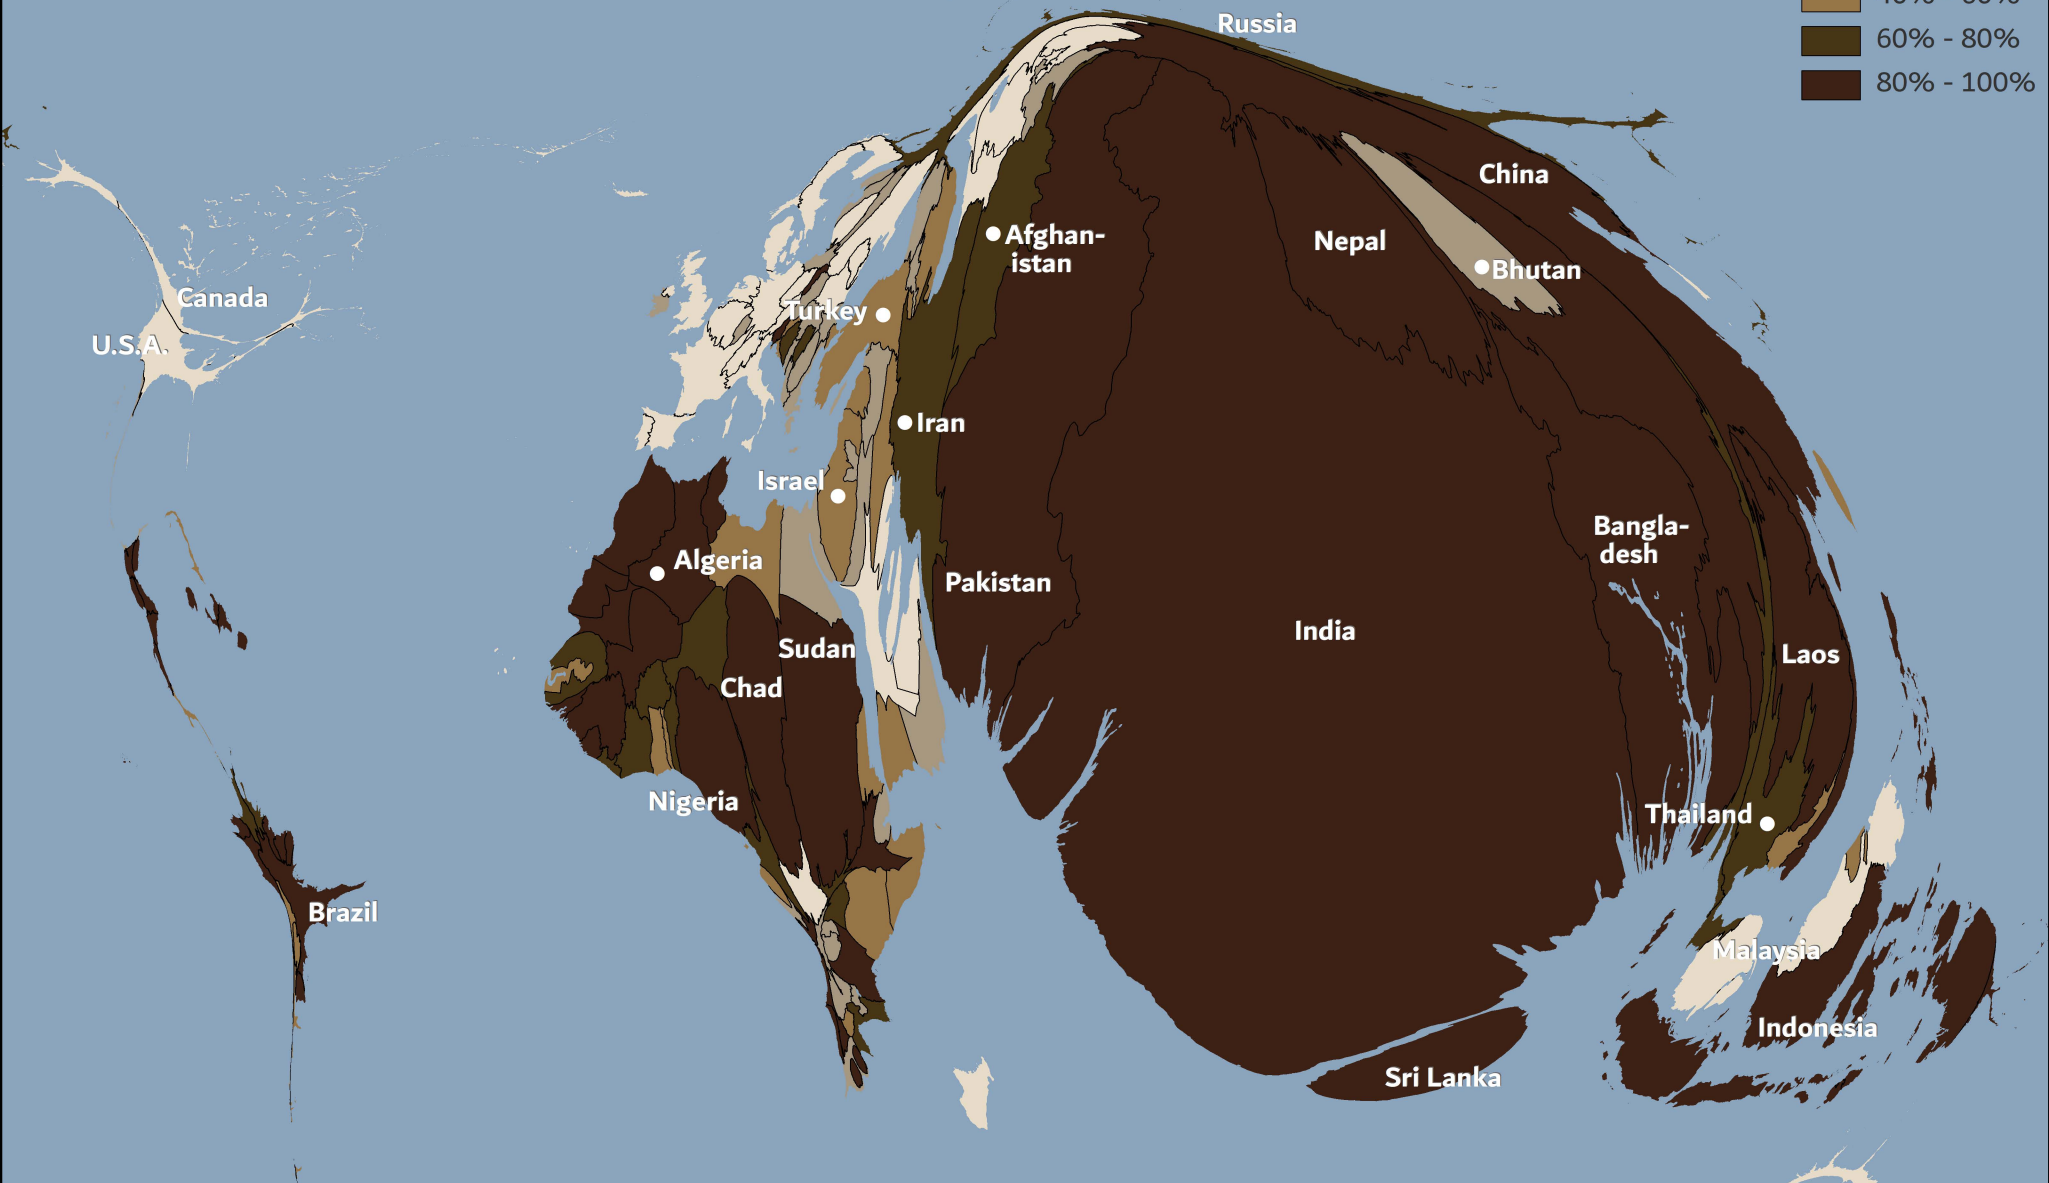 Russia
60% - 80%
80% - 100%
China
Afghan-
istan
Nepal
Bhutan
Canada
Turkey
U.S.A.
Iran
Israel
Bangla-
desh
Algeria
Pakistan
India
Sudan
Laos
Chad
Nigeria
Thailand
Brazil
Malaysia
Indonesia
Sri Lanka